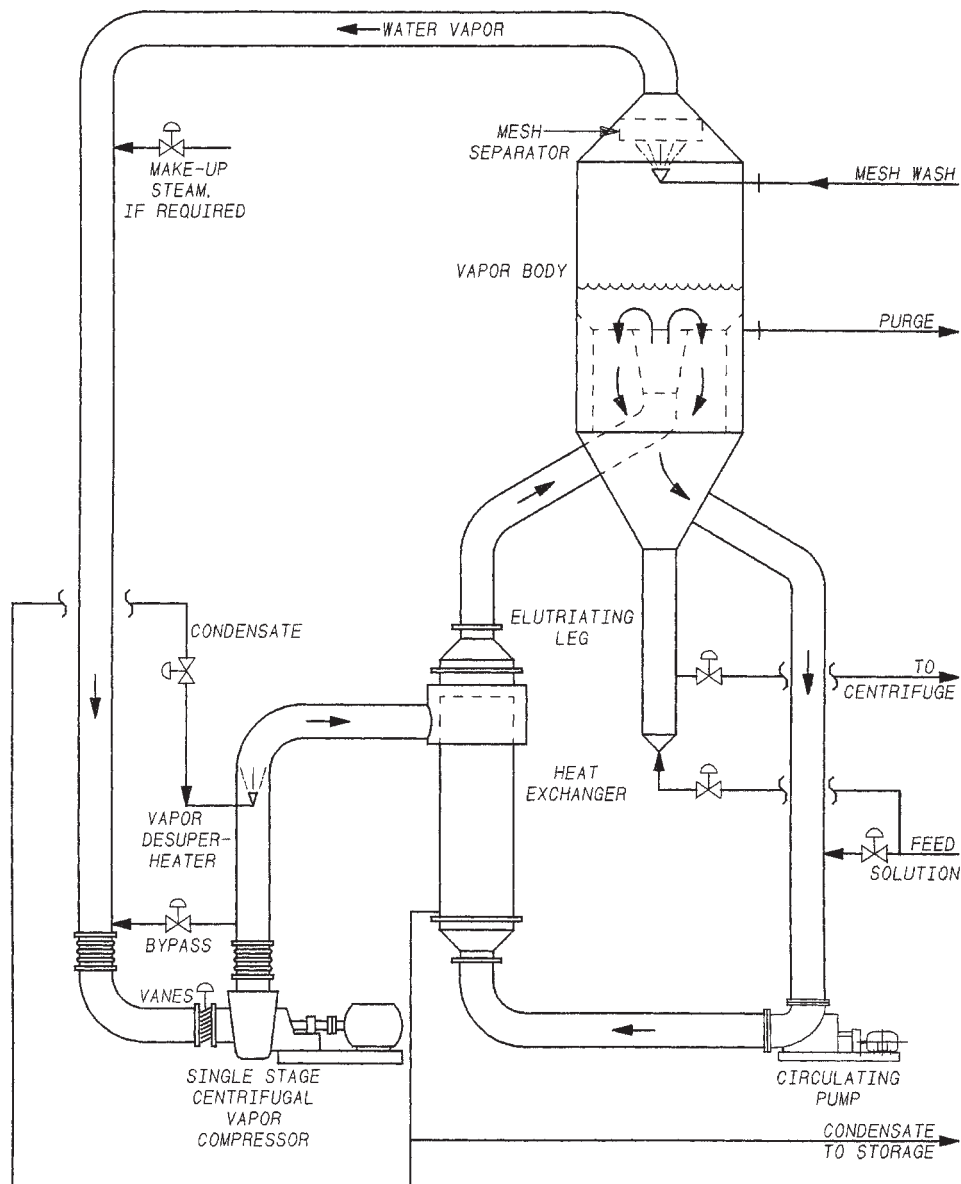 WATER VAPOR
MESH
SEPARATOR
MESH WASH
MAKE-UP
STEAM,
IF REQUIRED
VAPOR BODY
PURGE
CONDENSATE
ELUTRIATING
LEG
TO
CENTRIFUGE
HEAT
EXCHANGER
VAPOR
DESUPER-
HEATER
FEED
SOLUTION
BYPASS
VANES
SINGLE STAGE
CENTRIFUGAL
VAPOR
COMPRESSOR
CIRCULATING
PUMP
CONDENSATE
TO STORAGE